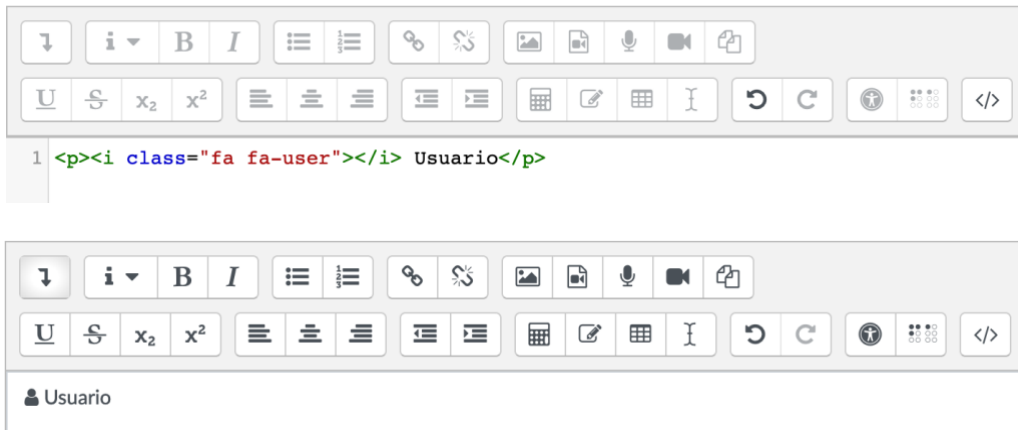 i B I
U S x₂ x² </>
1 <p><i class="fa fa-user"></i> Usuario</p>
i B I
U S x₂ x² </>
Usuario